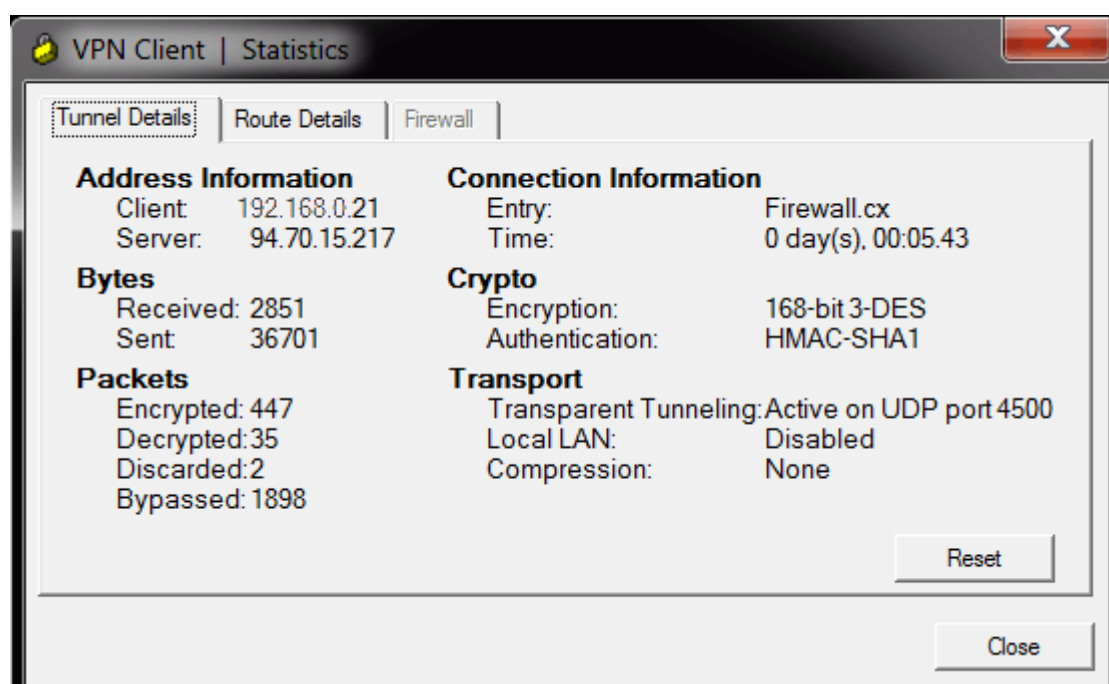 VPN Client | Statistics
Tunnel Details
Route Details
Firewall
Address Information
Client: 192.168.0.21
Server: 94.70.15.217
Bytes
Received: 2851
Sent: 36701
Packets
Encrypted: 447
Decrypted: 35
Discarded: 2
Bypassed: 1898
Connection Information
Entry: Firewall.cx
Time: 0 day(s), 00:05.43
Crypto
Encryption: 168-bit 3-DES
Authentication: HMAC-SHA1
Transport
Transparent Tunneling: Active on UDP port 4500
Local LAN: Disabled
Compression: None
Reset
Close